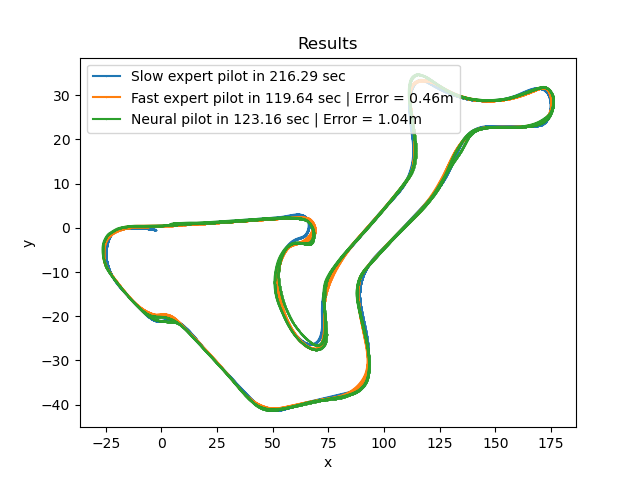 Results
Slow expert pilot in 216.29 sec
Fast expert pilot in 119.64 sec | Error = 0.46m
Neural pilot in 123.16 sec | Error = 1.04m
30
20
10
0
−10
−20
−30
−40
y
−25 0 25 50 75 100 125 150 175
x